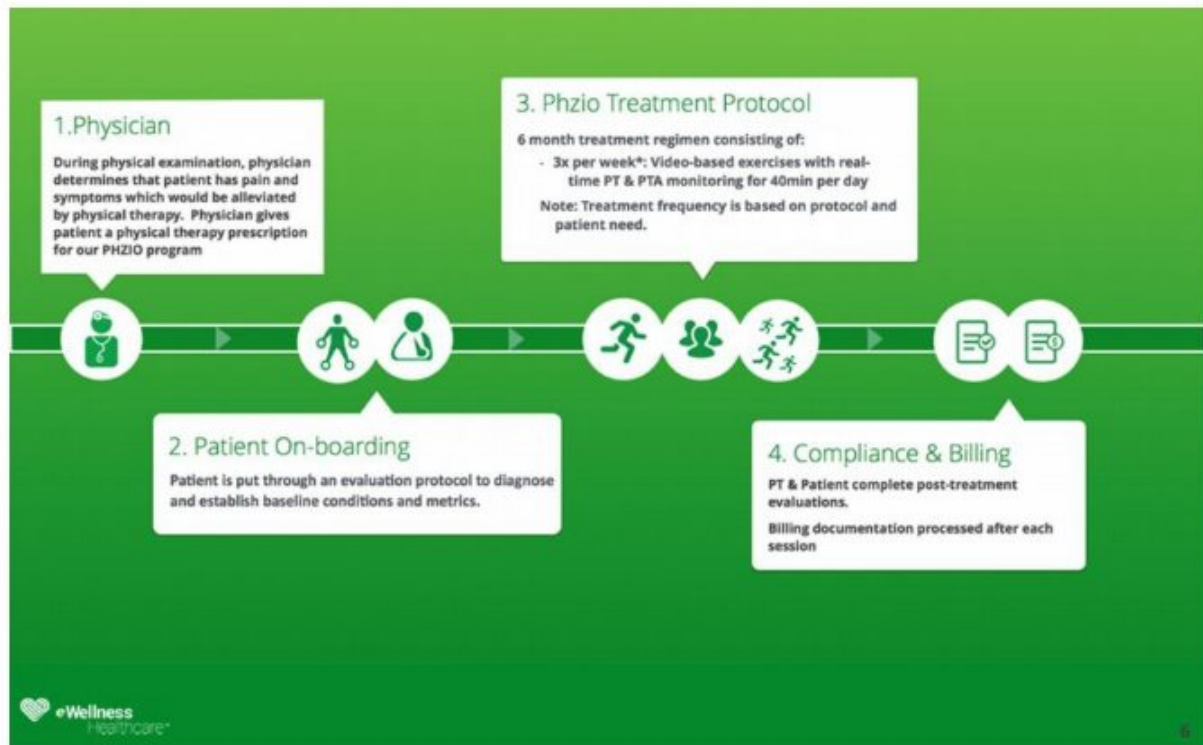 1.Physician
During physical examination, physician
determines that patient has pain and
symptoms which would be alleviated
by physical therapy. Physician gives
patient a physical therapy prescription
for our PHZIO program
2. Patient On-boarding
Patient is put through an evaluation protocol to diagnose
and establish baseline conditions and metrics.
3. Phzio Treatment Protocol
6 month treatment regimen consisting of:
- 3x per week*: Video-based exercises with real-
time PT & PTA monitoring for 40min per day
Note: Treatment frequency is based on protocol and
patient need.
4. Compliance & Billing
PT & Patient complete post-treatment
evaluations.
Billing documentation processed after each
session
eWellness
Healthcare
6